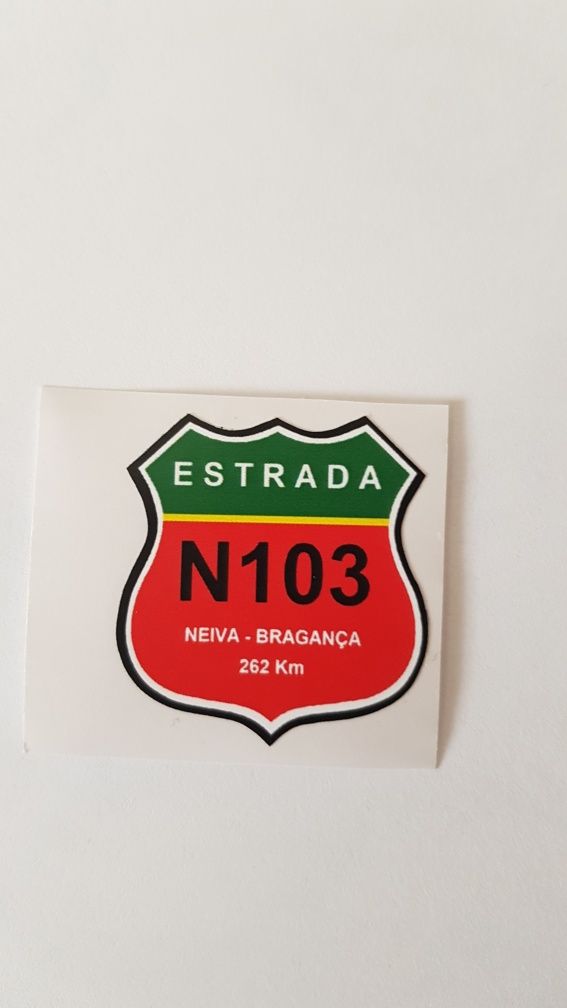 ESTRADA
N103
NEIVA - BRAGANÇA
262 Km